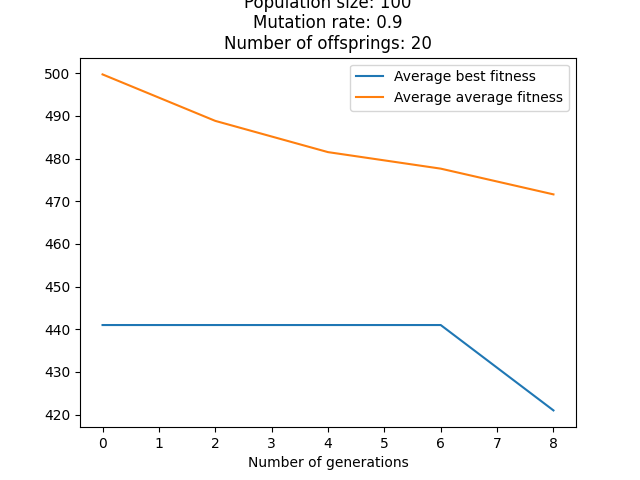 Population size: 100
Mutation rate: 0.9
Number of offsprings: 20
500
490
480
470
460
450
440
430
420
Average best fitness
Average average fitness
0 1 2 3 4 5 6 7 8
Number of generations